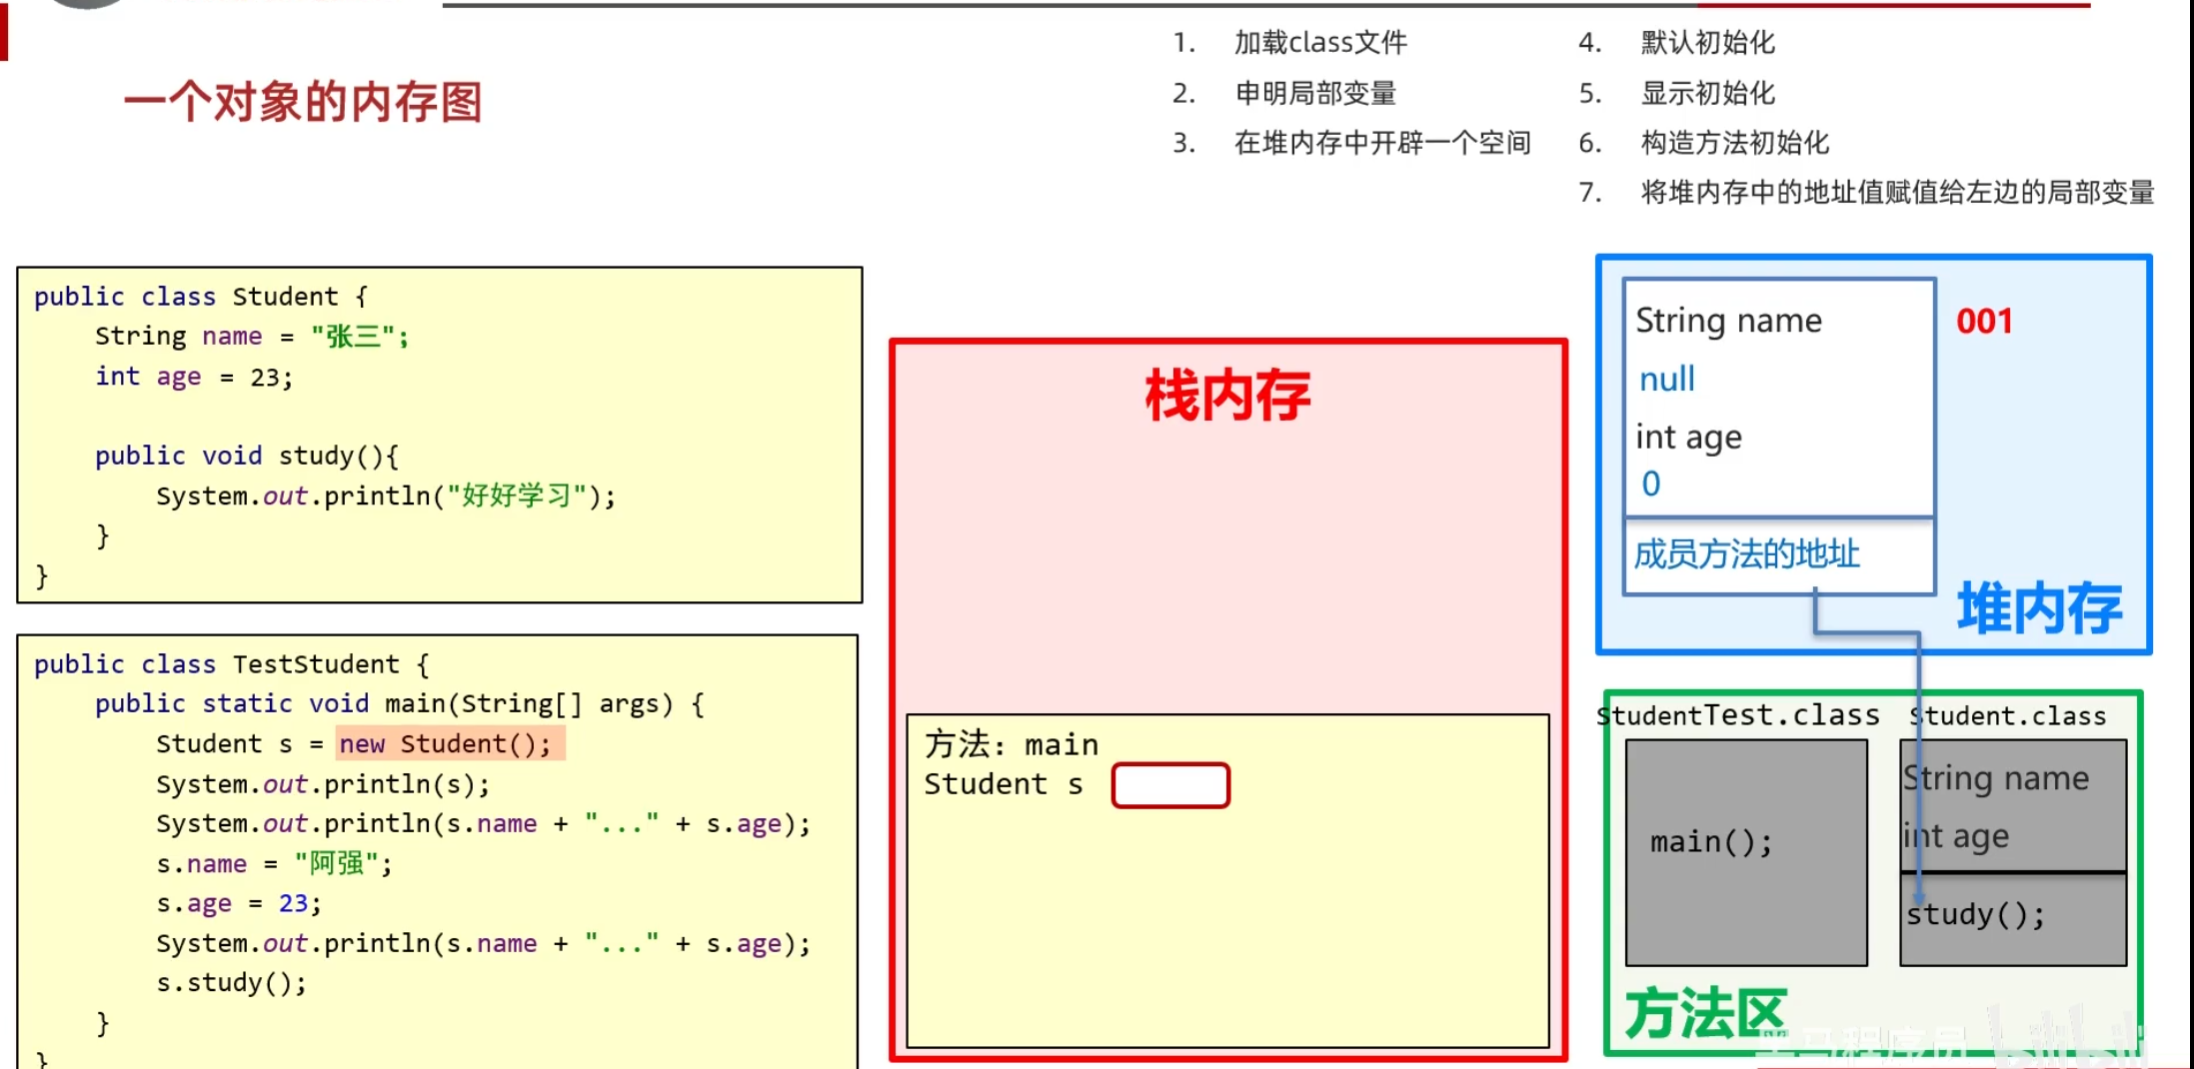 一个对象的内存图
1. 加载class文件
2. 申明局部变量
3. 在堆内存中开辟一个空间
4. 默认初始化
5. 显示初始化
6. 构造方法初始化
7. 将堆内存中的地址值赋值给左边的局部变量
public class Student {
String name = "张三";
int age = 23;
public void study(){
System.out.println("好好学习");
}
}
public class TestStudent {
public static void main(String[] args) {
Student s = new Student();
System.out.println(s);
System.out.println(s.name + "..." + s.age);
s.name = "阿强";
s.age = 23;
System.out.println(s.name + "..." + s.age);
s.study();
}
}
栈内存
方法：main
Student s
String name
null
int age
0
成员方法的地址
001
堆内存
StudentTest.class
main();
Student.class
String name
int age
study();
方法区
黑马程序员
bilibili